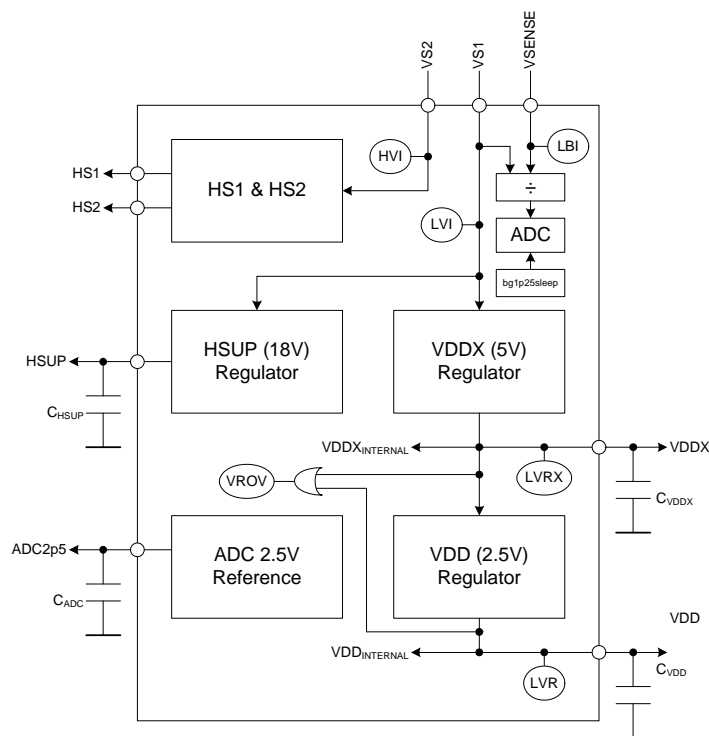 VS2
VS1
VSENSE
HVI
LBI
HS1
HS2
HS1 & HS2
÷
LVI
ADC
bg1p25sleep
HSUP (18V)
Regulator
VDDX (5V)
Regulator
HSUP
CHSUP
VDDXINTERNAL
VDDX
VROV
LVRX
CVDDX
ADC2p5
ADC 2.5V
Reference
VDD (2.5V)
Regulator
CADC
VDD
VDDINTERNAL
LVR
CVDD